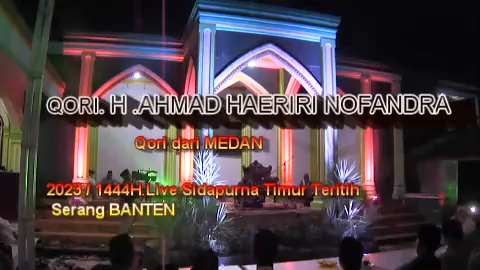 QORI. H .AHMAD HAERIRI NOFANDRA
Qori dari MEDAN
2023 / 1444H.Live Sidapurna Timur Teritih
Serang BANTEN